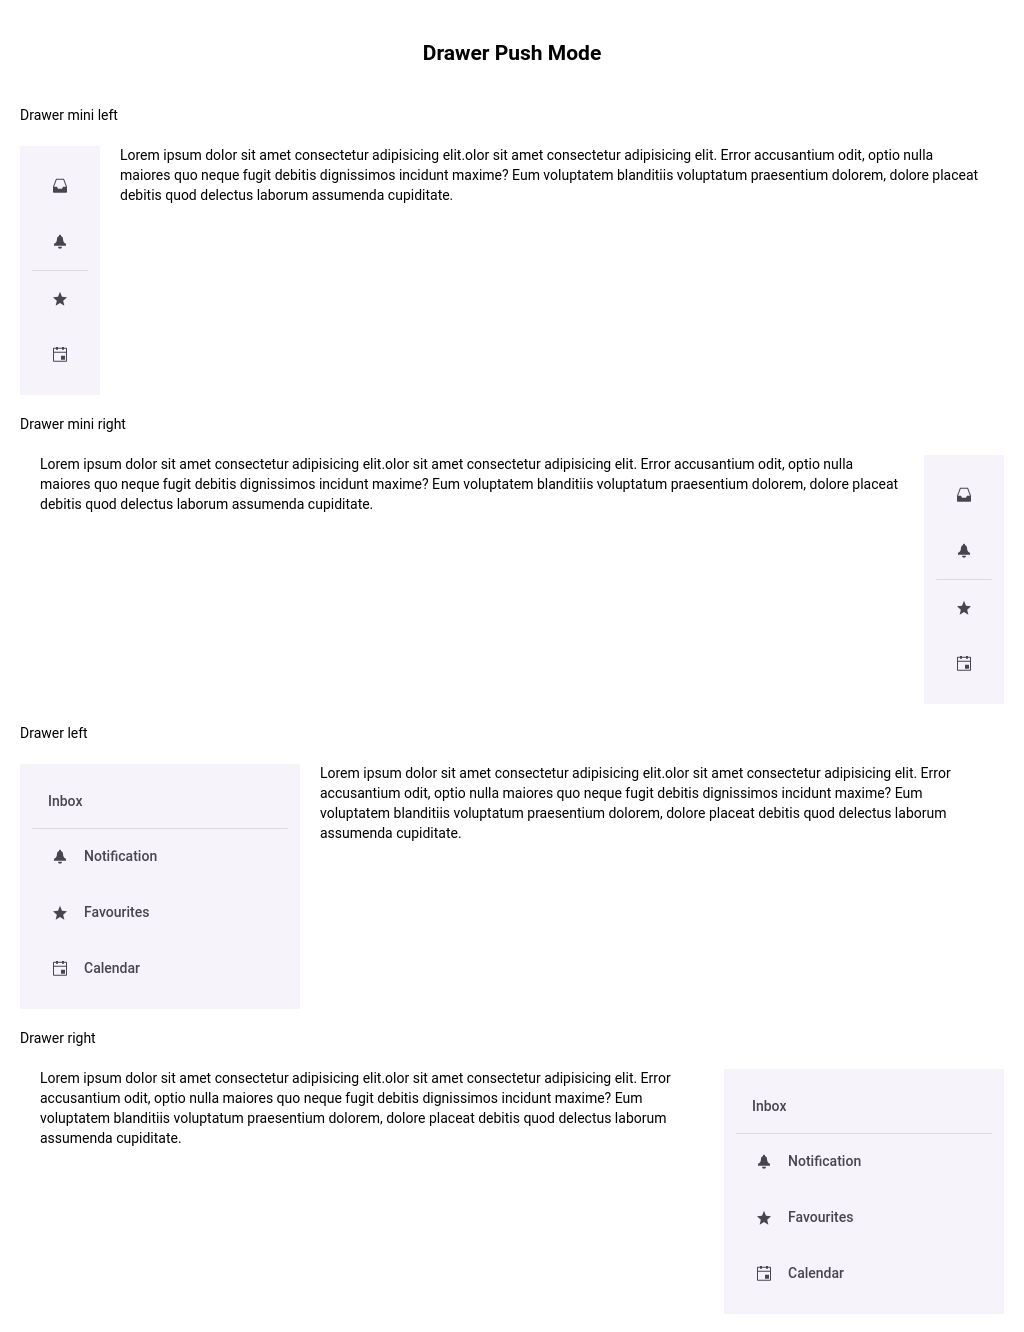 Drawer Push Mode
Drawer mini left
Lorem ipsum dolor sit amet consectetur adipisicing elit.olor sit amet consectetur adipisicing elit. Error accusantium odit, optio nulla
maiores quo neque fugit debitis dignissimos incidunt maxime? Eum voluptatem blanditiis voluptatum praesentium dolorem, dolore placeat
debitis quod delectus laborum assumenda cupiditate.
Drawer mini right
Lorem ipsum dolor sit amet consectetur adipisicing elit.olor sit amet consectetur adipisicing elit. Error accusantium odit, optio nulla
maiores quo neque fugit debitis dignissimos incidunt maxime? Eum voluptatem blanditiis voluptatum praesentium dolorem, dolore placeat
debitis quod delectus laborum assumenda cupiditate.
Drawer left
Inbox
Notification
Favourites
Calendar
Lorem ipsum dolor sit amet consectetur adipisicing elit.olor sit amet consectetur adipisicing elit. Error
accusantium odit, optio nulla maiores quo neque fugit debitis dignissimos incidunt maxime? Eum
voluptatem blanditiis voluptatum praesentium dolorem, dolore placeat debitis quod delectus laborum
assumenda cupiditate.
Drawer right
Lorem ipsum dolor sit amet consectetur adipisicing elit.olor sit amet consectetur adipisicing elit. Error
accusantium odit, optio nulla maiores quo neque fugit debitis dignissimos incidunt maxime? Eum
voluptatem blanditiis voluptatum praesentium dolorem, dolore placeat debitis quod delectus laborum
assumenda cupiditate.
Inbox
Notification
Favourites
Calendar